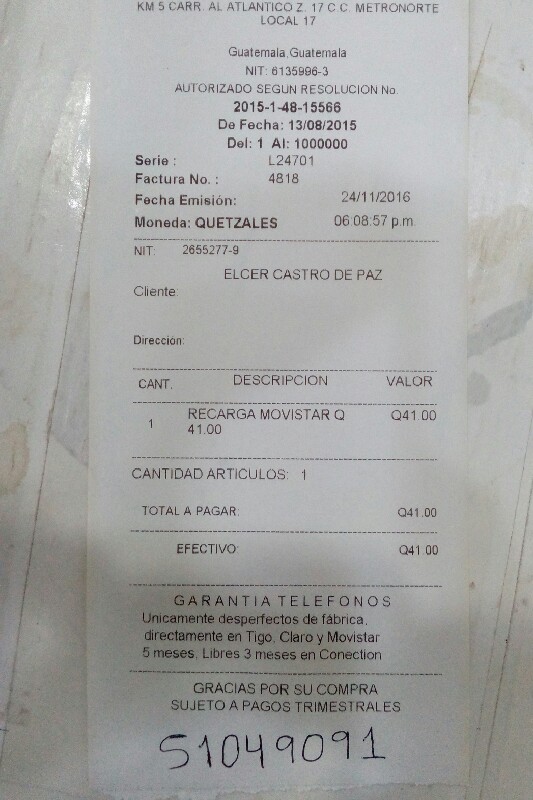 KM 5 CARR. AL ATLANTICO Z. 17 C.C. METRONORTE
LOCAL 17
Guatemala,Guatemala
NIT: 6135996-3
AUTORIZADO SEGUN RESOLUCION No.
2015-1-48-15566
De Fecha: 13/08/2015
Del: 1 Al: 1000000
Serie : L24701
Factura No. : 4818
Fecha Emisión: 24/11/2016
Moneda: QUETZALES 06:08:57 p.m.
NIT: 2655277-9
ELCER CASTRO DE PAZ
Cliente:
Dirección:
CANT. DESCRIPCION VALOR
1 RECARGA MOVISTAR Q Q41.00
41.00
CANTIDAD ARTICULOS: 1
TOTAL A PAGAR: Q41.00
EFECTIVO: Q41.00
GARANTIA TELEFONOS
Unicamente desperfectos de fábrica,
directamente en Tigo, Claro y Movistar
5 meses, Libres 3 meses en Conection
GRACIAS POR SU COMPRA
SUJETO A PAGOS TRIMESTRALES
51049091